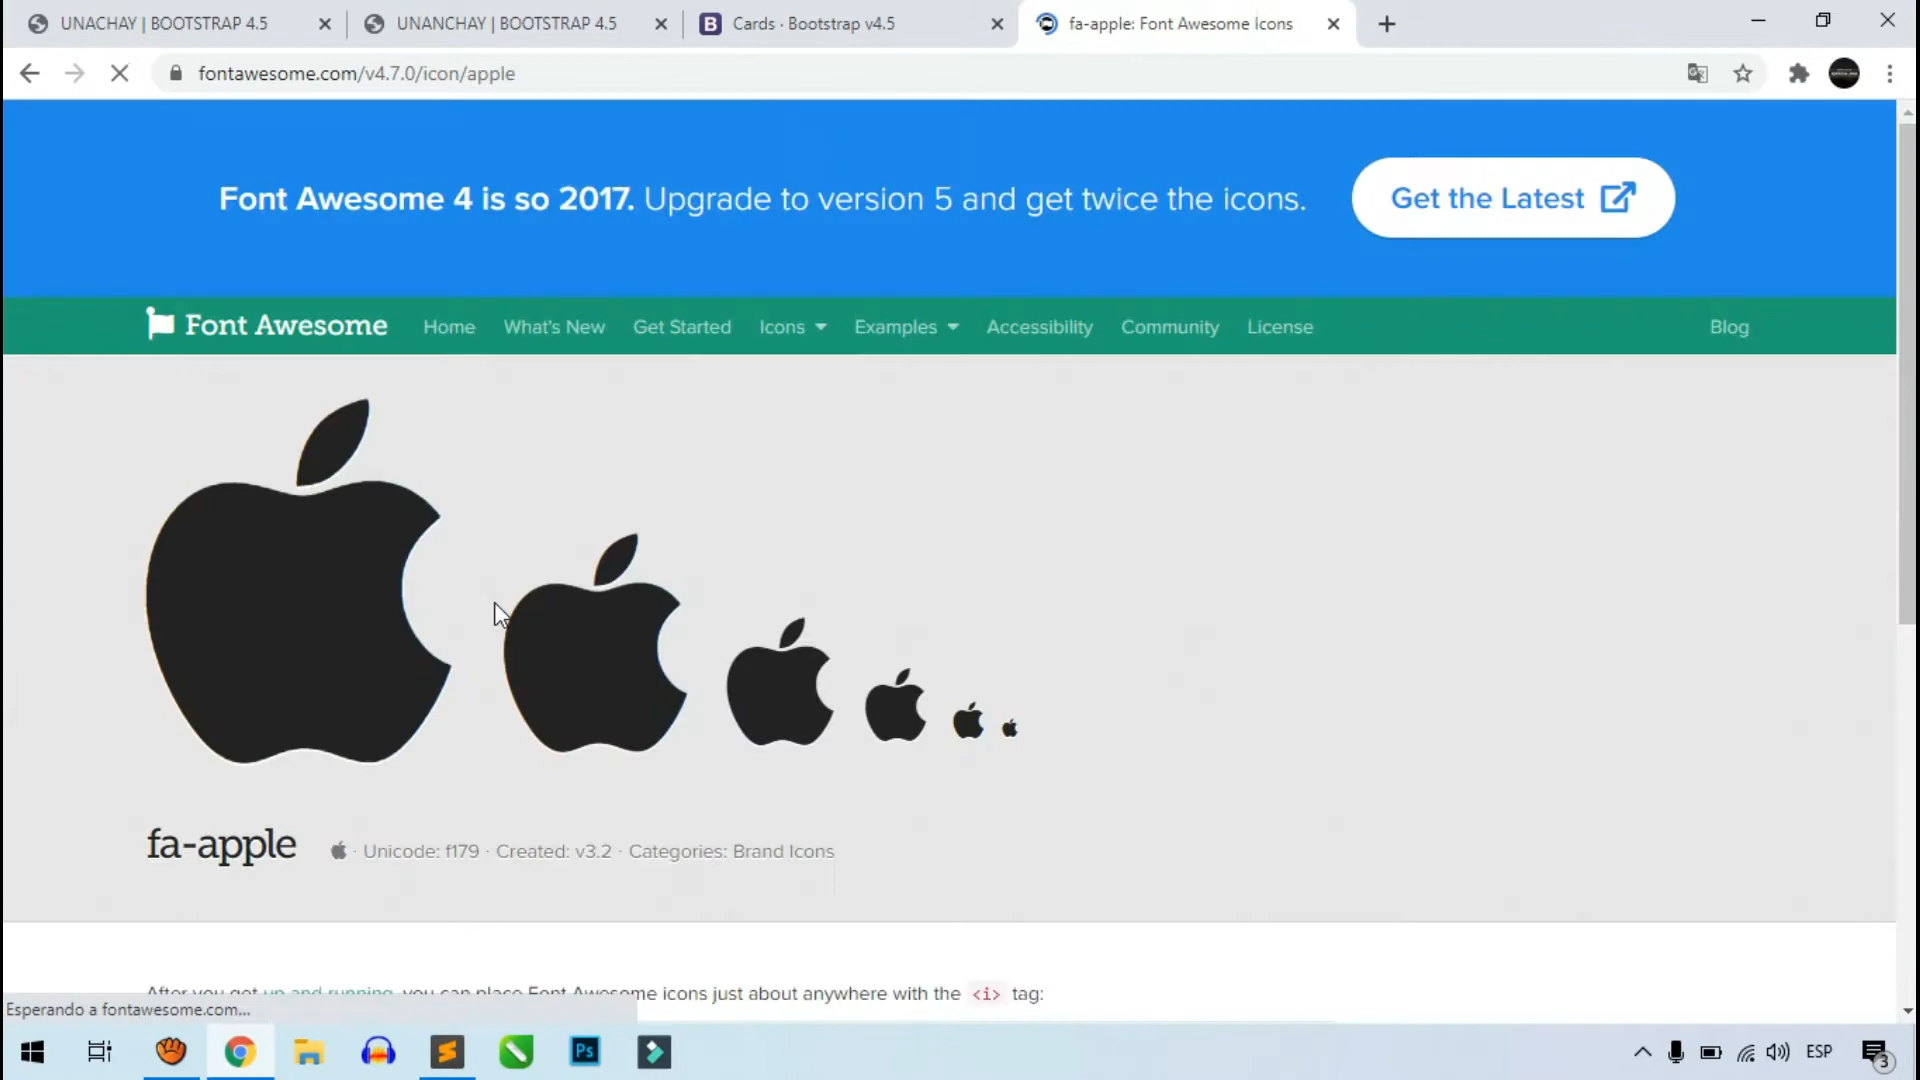 UNACHAY | BOOTSTRAP 4.5
UNANCHAY | BOOTSTRAP 4.5
B
Cards · Bootstrap v4.5
fa-apple: Font Awesome Icons
fontawesome.com/v4.7.0/icon/apple
Font Awesome 4 is so 2017. Upgrade to version 5 and get twice the icons.
Get the Latest
Font Awesome
Home
What's New
Get Started
Icons
Examples
Accessibility
Community
License
Blog
fa-apple
· Unicode: f179 · Created: v3.2 · Categories: Brand Icons
After you get up and running, you can place Font Awesome icons just about anywhere with the <i> tag:
Esperando a fontawesome.com...
Ps
ESP
3